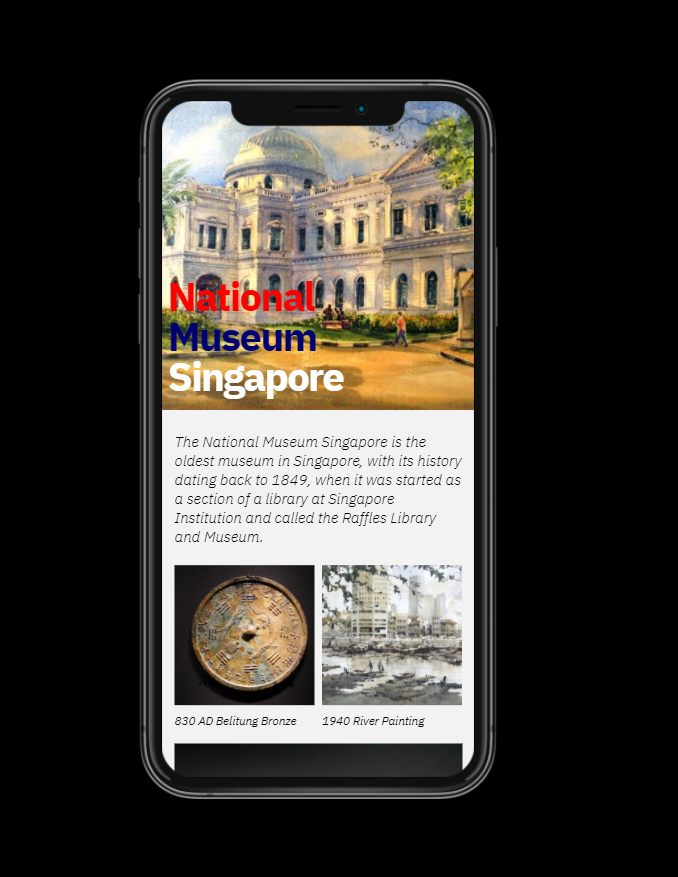 National
Museum
Singapore
The National Museum Singapore is the
oldest museum in Singapore, with its history
dating back to 1849, when it was started as
a section of a library at Singapore
Institution and called the Raffles Library
and Museum.
830 AD Belitung Bronze
1940 River Painting